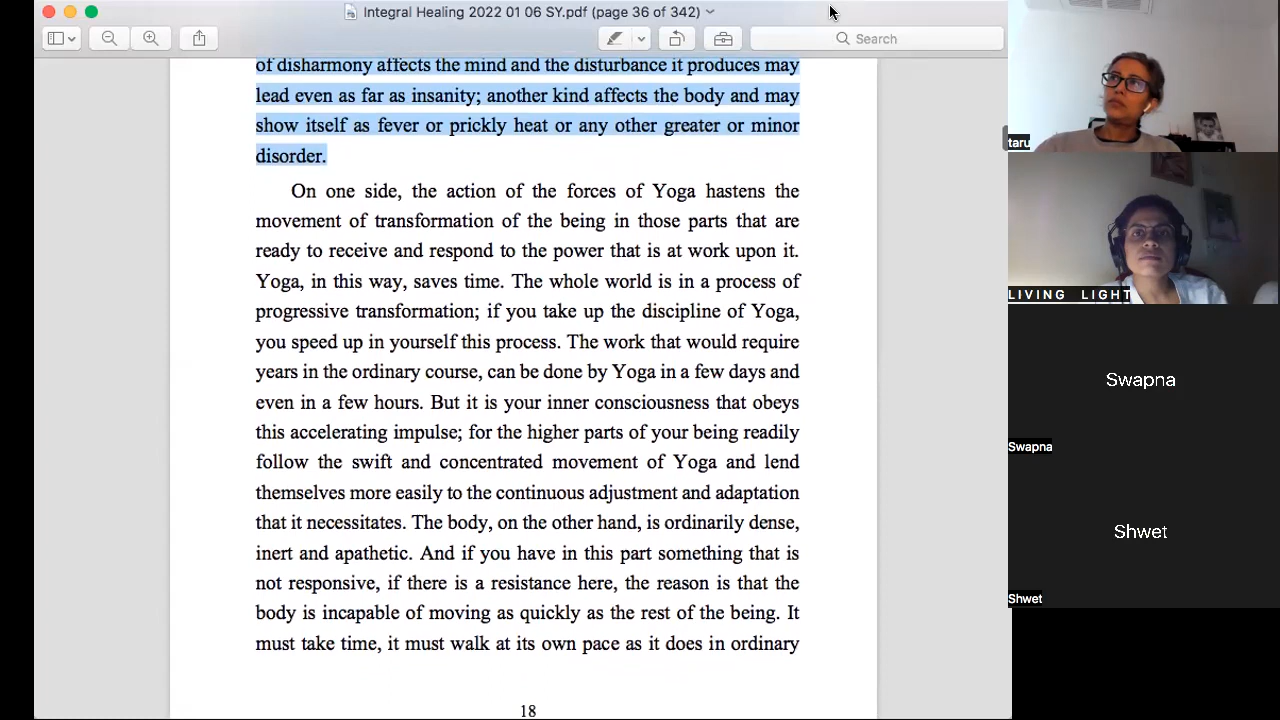 Integral Healing 2022 01 06 SY.pdf (page 36 of 342)
Search
of disharmony affects the mind and the disturbance it produces may
lead even as far as insanity; another kind affects the body and may
show itself as fever or prickly heat or any other greater or minor
disorder.
On one side, the action of the forces of Yoga hastens the
movement of transformation of the being in those parts that are
ready to receive and respond to the power that is at work upon it.
Yoga, in this way, saves time. The whole world is in a process of
progressive transformation; if you take up the discipline of Yoga,
you speed up in yourself this process. The work that would require
years in the ordinary course, can be done by Yoga in a few days and
even in a few hours. But it is your inner consciousness that obeys
this accelerating impulse; for the higher parts of your being readily
follow the swift and concentrated movement of Yoga and lend
themselves more easily to the continuous adjustment and adaptation
that it necessitates. The body, on the other hand, is ordinarily dense,
inert and apathetic. And if you have in this part something that is
not responsive, if there is a resistance here, the reason is that the
body is incapable of moving as quickly as the rest of the being. It
must take time, it must walk at its own pace as it does in ordinary
18
taru
LIVING LIGHT
Swapna
Swapna
Shwet
Shwet